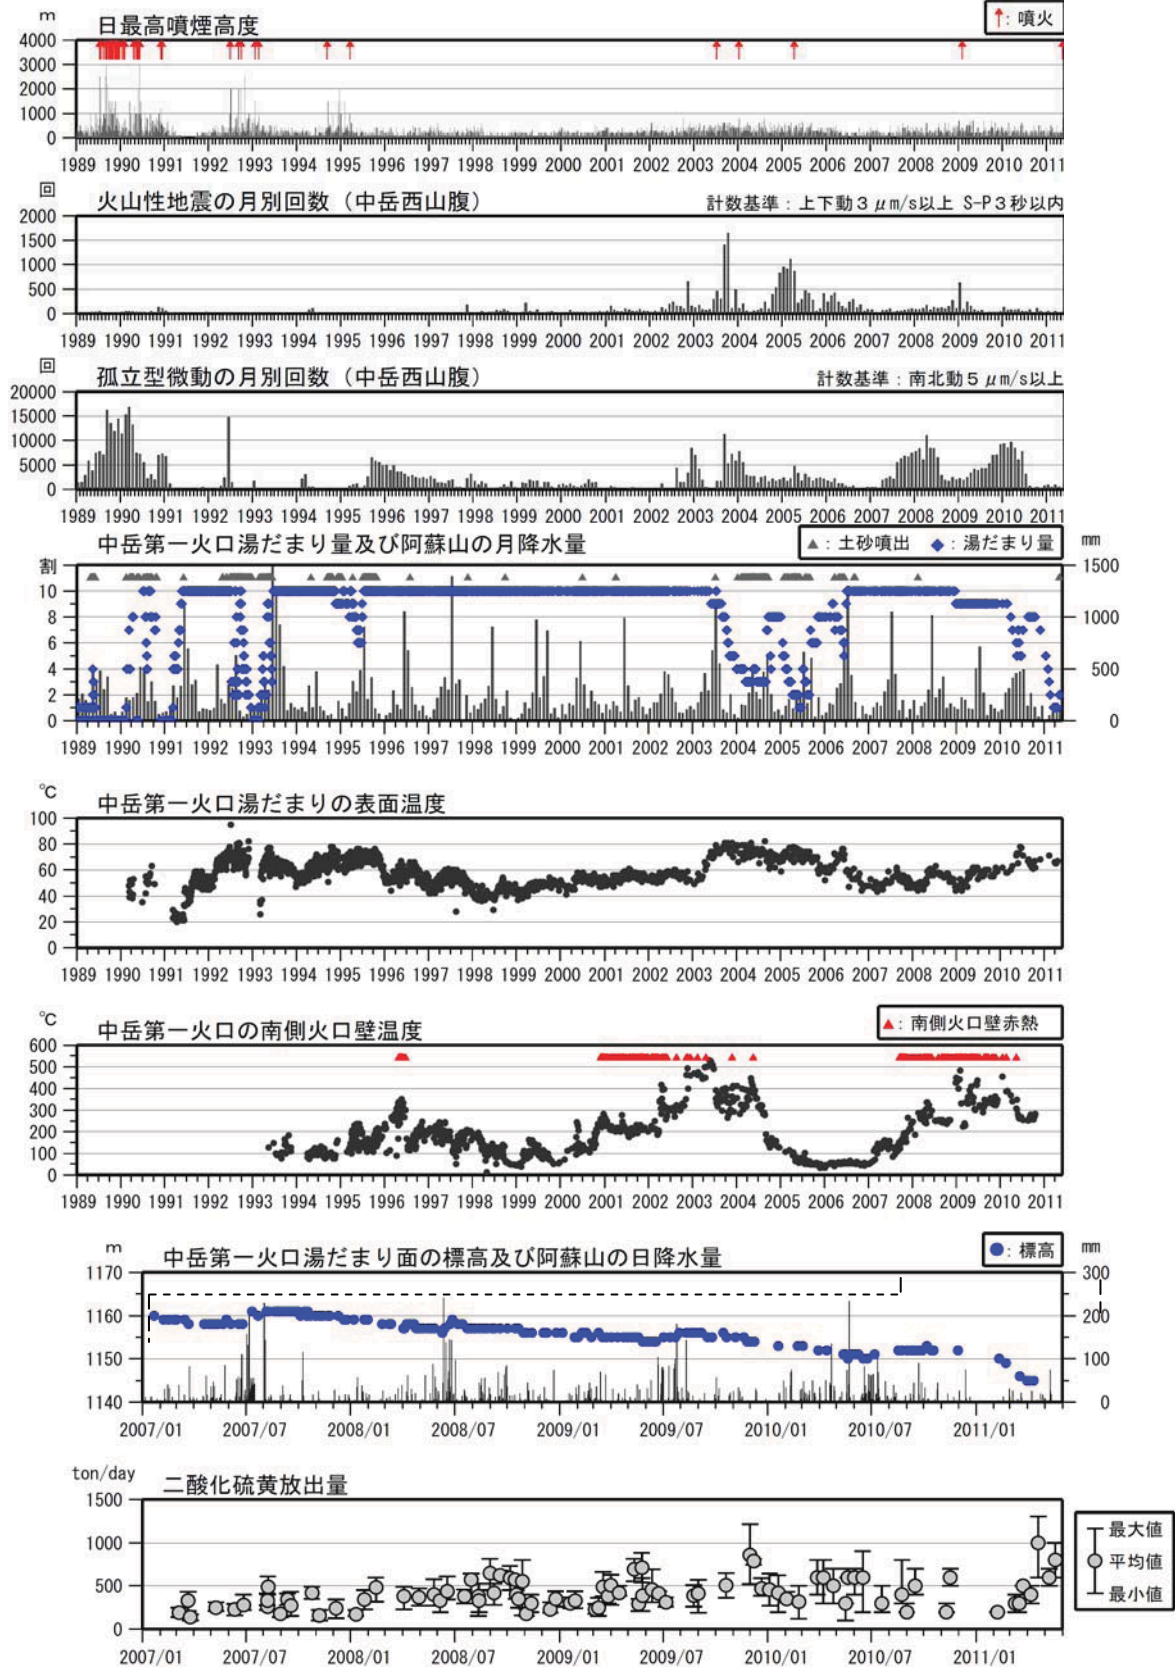 m 日最高噴煙高度 ↑: 噴火
4000
3000
2000
1000
0
1989 1990 1991 1992 1993 1994 1995 1996 1997 1998 1999 2000 2001 2002 2003 2004 2005 2006 2007 2008 2009 2010 2011
回 火山性地震の月別回数（中岳西山腹） 計数基準：上下動３μm/s以上 S-P３秒以内
2000
1500
1000
500
0
1989 1990 1991 1992 1993 1994 1995 1996 1997 1998 1999 2000 2001 2002 2003 2004 2005 2006 2007 2008 2009 2010 2011
回 孤立型微動の月別回数（中岳西山腹） 計数基準：南北動５μm/s以上
20000
15000
10000
5000
0
1989 1990 1991 1992 1993 1994 1995 1996 1997 1998 1999 2000 2001 2002 2003 2004 2005 2006 2007 2008 2009 2010 2011
中岳第一火口湯だまり量及び阿蘇山の月降水量 ▲: 土砂噴出 ◆: 湯だまり量 mm
割 1500
10
8 1000
6
4 500
2
0 0
1989 1990 1991 1992 1993 1994 1995 1996 1997 1998 1999 2000 2001 2002 2003 2004 2005 2006 2007 2008 2009 2010 2011
℃ 中岳第一火口湯だまりの表面温度
100
80
60
40
20
0
1989 1990 1991 1992 1993 1994 1995 1996 1997 1998 1999 2000 2001 2002 2003 2004 2005 2006 2007 2008 2009 2010 2011
℃ 中岳第一火口の南側火口壁温度 ▲: 南側火口壁赤熱
600
500
400
300
200
100
0
1989 1990 1991 1992 1993 1994 1995 1996 1997 1998 1999 2000 2001 2002 2003 2004 2005 2006 2007 2008 2009 2010 2011
m 中岳第一火口湯だまり面の標高及び阿蘇山の日降水量 ●: 標高 mm
1170 300
1160 200
1150 100
1140 0
2007/01 2007/07 2008/01 2008/07 2009/01 2009/07 2010/01 2010/07 2011/01
ton/day 二酸化硫黄放出量
1500
1000
500
0
最大値
平均値
最小値
2007/01 2007/07 2008/01 2008/07 2009/01 2009/07 2010/01 2010/07 2011/01